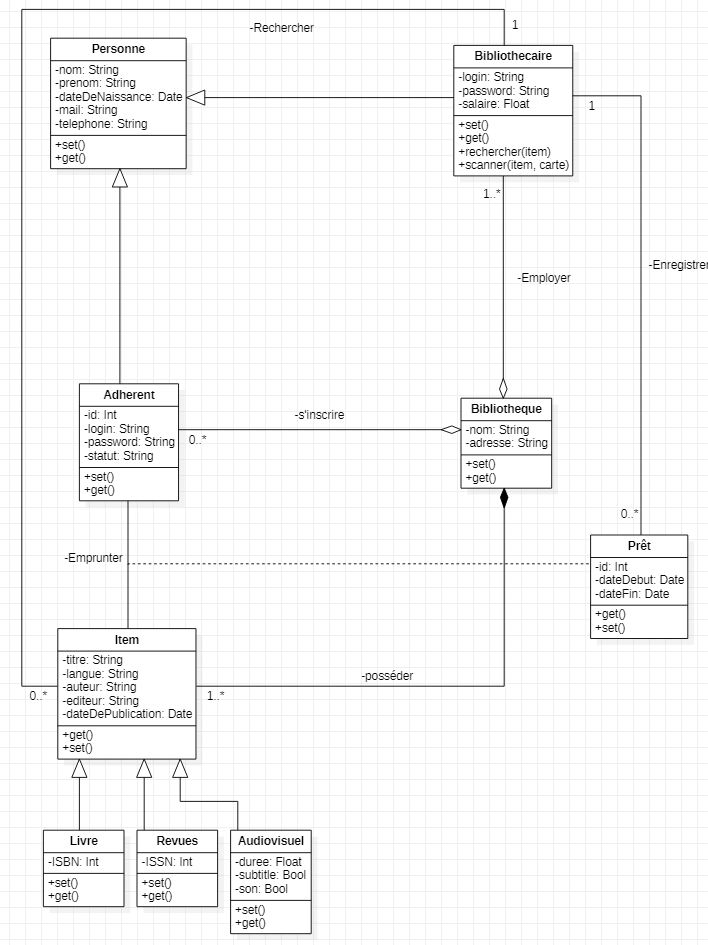 -Rechercher
1
Personne
-nom: String
-prenom: String
-dateDeNaissance: Date
-mail: String
-telephone: String
+set()
+get()
Bibliothecaire
-login: String
-password: String
-salaire: Float
+set()
+get()
+rechercher(item)
+scanner(item, carte)
1
1..*
-Employer
-Enregistrer
Adherent
-id: Int
-login: String
-password: String
-statut: String
+set()
+get()
-s'inscrire
0..*
Bibliotheque
-nom: String
-adresse: String
+set()
+get()
0..*
-Emprunter
Prêt
-id: Int
-dateDebut: Date
-dateFin: Date
+get()
+set()
Item
-titre: String
-langue: String
-auteur: String
-editeur: String
-dateDePublication: Date
+get()
+set()
0..*
1..*
-posséder
Livre
-ISBN: Int
+set()
+get()
Revues
-ISSN: Int
+set()
+get()
Audiovisuel
-duree: Float
-subtitle: Bool
-son: Bool
+set()
+get()